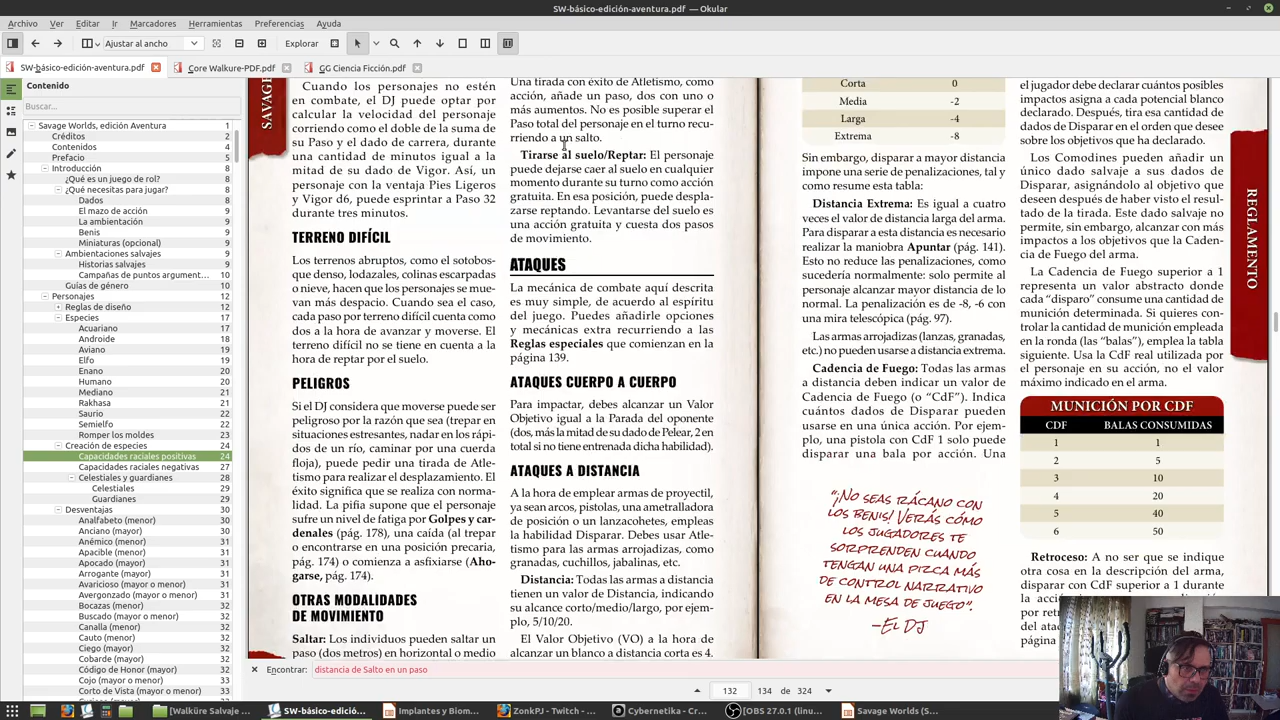 SW-básico-edición-aventura.pdf — Okular
Archivo Ver Editar Ir Marcadores Herramientas Preferencias Ayuda
Ajustar al ancho
Explorar
SW-básico-edición-aventura.pdf
Core Walkure-PDF.pdf
GG Ciencia Ficción.pdf
Contenido
Buscar...
Savage Worlds, edición Aventura 1
Créditos 2
Contenidos 4
Prefacio 5
Introducción 8
¿Qué es un juego de rol? 8
¿Qué necesitas para jugar? 8
Dados 8
El mazo de acción 9
La ambientación 9
Benis 9
Miniaturas (opcional) 9
Ambientaciones salvajes 9
Historias salvajes 9
Campañas de puntos argument... 10
Guías de género 10
Personajes 12
Reglas de diseño 12
Especies 17
Acuariano 17
Androide 18
Aviano 19
Elfo 19
Enano 20
Humano 20
Mediano 21
Rakhasa 21
Saurio 22
Semielfo 22
Romper los moldes 23
Creación de especies 24
Capacidades raciales positivas 24
Capacidades raciales negativas 27
Celestiales y guardianes 28
Celestiales 29
Guardianes 29
Desventajas 30
Analfabeto (menor) 30
Anciano (mayor) 30
Anémico (menor) 31
Apacible (menor) 31
Apocado (mayor) 31
Arrogante (mayor) 31
Avaricioso (mayor o menor) 31
Avergonzado (mayor o menor) 31
Bocazas (menor) 32
Buscado (mayor o menor) 32
Canalla (menor) 32
Cauto (menor) 32
Ciego (mayor) 32
Cobarde (mayor) 32
Código de Honor (mayor) 32
Cojo (mayor o menor) 32
Corto de Vista (mayor o menor) 32
SAVAGE
Cuando los personajes no estén
en combate, el DJ puede optar por
calcular la velocidad del personaje
corriendo como el doble de la suma de
su Paso y el dado de carrera, durante
una cantidad de minutos igual a la
mitad de su dado de Vigor. Así, un
personaje con la ventaja Pies Ligeros
y Vigor d6, puede esprintar a Paso 32
durante tres minutos.
TERRENO DIFÍCIL
Los terrenos abruptos, como el sotobos-
que denso, lodazales, colinas escarpadas
o nieve, hacen que los personajes se mue-
van más despacio. Cuando sea el caso,
cada paso por terreno difícil cuenta como
dos a la hora de avanzar y moverse. El
terreno difícil no se tiene en cuenta a la
hora de reptar por el suelo.
PELIGROS
Si el DJ considera que moverse puede ser
peligroso por la razón que sea (trepar en
situaciones estresantes, nadar en los rápi-
dos de un río, caminar por una cuerda
floja), puede pedir una tirada de Atle-
tismo para realizar el desplazamiento. El
éxito significa que se realiza con norma-
lidad. La pifia supone que el personaje
sufre un nivel de fatiga por Golpes y car-
denales (pág. 178), una caída (al trepar
o encontrarse en una posición precaria,
pág. 174) o comienza a asfixiarse (Aho-
garse, pág. 174).
OTRAS MODALIDADES
DE MOVIMIENTO
Saltar: Los individuos pueden saltar un
paso (dos metros) en horizontal o medio
Una tirada con éxito de Atletismo, como
acción, añade un paso, dos con uno o
más aumentos. No es posible superar el
Paso total del personaje en el turno recu-
rriendo a un salto.
Tirarse al suelo/Reptar: El personaje
puede dejarse caer al suelo en cualquier
momento durante su turno como acción
gratuita. En esa posición, puede despla-
zarse reptando. Levantarse del suelo es
una acción gratuita y cuesta dos pasos
de movimiento.
ATAQUES
La mecánica de combate aquí descrita
es muy simple, de acuerdo al espíritu
del juego. Puedes añadirle opciones
y mecánicas extra recurriendo a las
Reglas especiales que comienzan en la
página 139.
ATAQUES CUERPO A CUERPO
Para impactar, debes alcanzar un Valor
Objetivo igual a la Parada del oponente
(dos, más la mitad de su dado de Pelear, 2 en
total si no tiene entrenada dicha habilidad).
ATAQUES A DISTANCIA
A la hora de emplear armas de proyectil,
ya sean arcos, pistolas, una ametralladora
de posición o un lanzacohetes, emplea
la habilidad Disparar. Debes usar Atle-
tismo para las armas arrojadizas, como
granadas, cuchillos, jabalinas, etc.
Distancia: Todas las armas a distancia
tienen un valor de Distancia, indicando
su alcance corto/medio/largo, por ejem-
plo, 5/10/20.
El Valor Objetivo (VO) a la hora de
alcanzar un blanco a distancia corta es 4.
Corta 0
Media -2
Larga -4
Extrema -8
Sin embargo, disparar a mayor distancia
impone una serie de penalizaciones, tal y
como resume esta tabla:
Distancia Extrema: Es igual a cuatro
veces el valor de distancia larga del arma.
Para disparar a esta distancia es necesario
realizar la maniobra Apuntar (pág. 141).
Esto no reduce las penalizaciones, como
sucedería normalmente: solo permite al
personaje alcanzar mayor distancia de lo
normal. La penalización es de -8, -6 con
una mira telescópica (pág. 97).
Las armas arrojadizas (lanzas, granadas,
etc.) no pueden usarse a distancia extrema.
Cadencia de Fuego: Todas las armas
a distancia deben indicar un valor de
Cadencia de Fuego (o “CdF”). Indica
cuántos dados de Disparar pueden
usarse en una única acción. Por ejem-
plo, una pistola con CdF 1 solo puede
disparar una bala por acción. Una
“¡No seas rácano con
los benis! Verás cómo
los jugadores te
sorprenden cuando
tengan una pizca más
de control narrativo
en la mesa de juego”.
—El DJ
el jugador debe declarar cuántos posibles
impactos asigna a cada potencial blanco
declarado. Después, tira esa cantidad de
dados de Disparar en el orden que desee
sobre los objetivos que ha declarado.
Los Comodines pueden añadir un
único dado salvaje a sus dados de
Disparar, asignándolo al objetivo que
deseen después de haber visto el resul-
tado de la tirada. Este dado salvaje no
permite, sin embargo, alcanzar con más
impactos a los objetivos que la Caden-
cia de Fuego del arma.
La Cadencia de Fuego superior a 1
representa un valor abstracto donde
cada “disparo” consume una cantidad de
munición determinada. Si quieres con-
trolar la cantidad de munición empleada
en la ronda (las “balas”), emplea la tabla
siguiente. Usa la CdF real utilizada por
el personaje en su acción, no el valor
máximo indicado en el arma.
MUNICIÓN POR CDF
CDF BALAS CONSUMIDAS
1 1
2 5
3 10
4 20
5 40
6 50
Retroceso: A no ser que se indique
otra cosa en la descripción del arma,
disparar con CdF superior a 1 durante
la
por
del
página
REGLAMENTO
Encontrar: distancia de Salto en un paso
132 134 de 324
[Walküre Salvaje
SW-básico-edició...
Implantes y Biom...
ZonkPJ - Twitch - ...
Cybernetika - C...
OBS 27.0.1 (linu...
Savage Worlds (S...